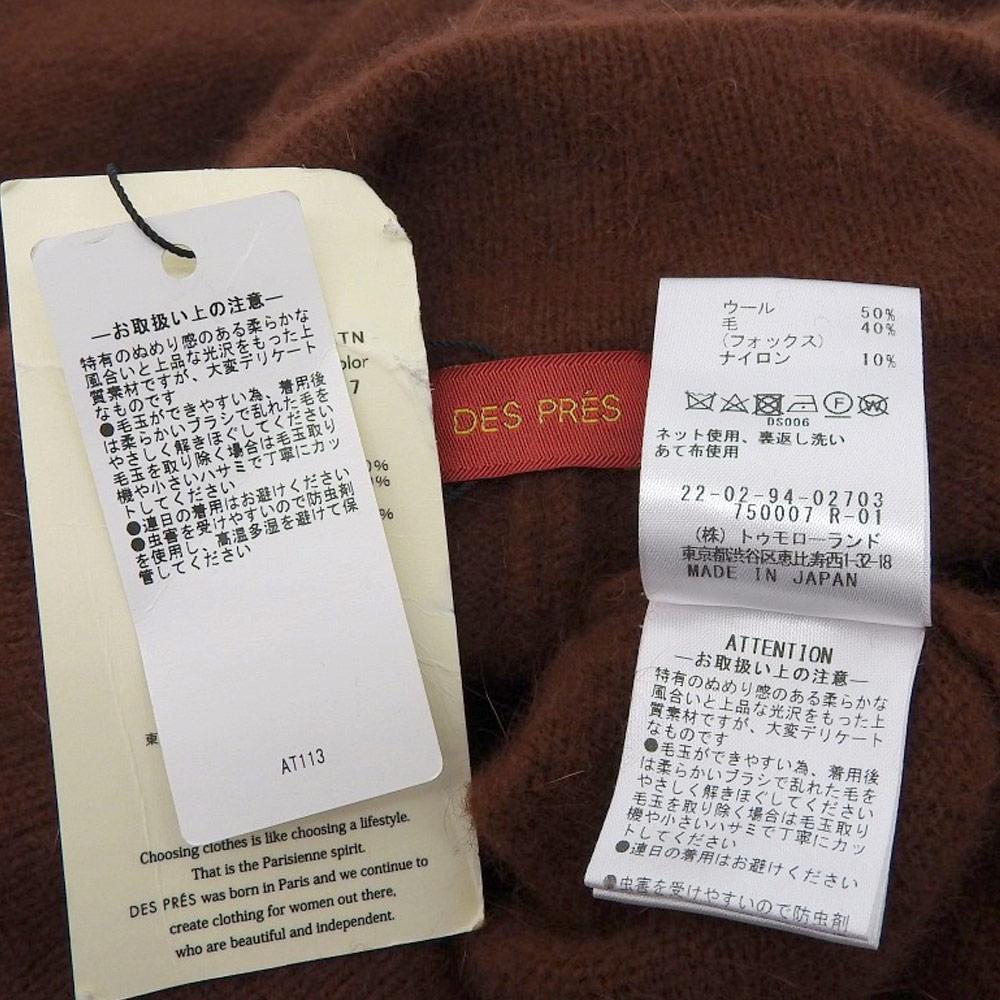 ―お取扱い上の注意―
特有のぬめり感のある柔らかな
風合いと上品な光沢をもった上
質素材ですが、大変デリケート
なものです
●毛玉ができやすい為、着用後
は柔らかいブラシで乱れた毛を
やさしく解きほぐしてください
毛玉を取り除く場合は毛玉取り
機や小さいハサミで丁寧にカッ
トしてください
●連日の着用はお避けください
●虫害を受けやすいので防虫剤
を使用し、高温多湿を避けて保
管してください
AT113
TN
olor
7
0%
%
%
東
Choosing clothes is like choosing a lifestyle.
That is the Parisienne spirit.
DES PRÉS was born in Paris and we continue to
create clothing for women out there,
who are beautiful and independent.
DES PRÉS
ウール 50%
毛 40%
(フォックス)
ナイロン 10%
F W
DS006
ネット使用、裏返し洗い
あて布使用
22-02-94-02703
750007 R-01
(株) トゥモローランド
東京都渋谷区恵比寿西1-32-18
MADE IN JAPAN
ATTENTION
―お取扱い上の注意―
特有のぬめり感のある柔らかな
風合いと上品な光沢をもった上
質素材ですが、大変デリケート
なものです
●毛玉ができやすい為、着用後
は柔らかいブラシで乱れた毛を
やさしく解きほぐしてください
毛玉を取り除く場合は毛玉取り
機や小さいハサミで丁寧にカッ
トしてください
●連日の着用はお避けください
●虫害を受けやすいので防虫剤